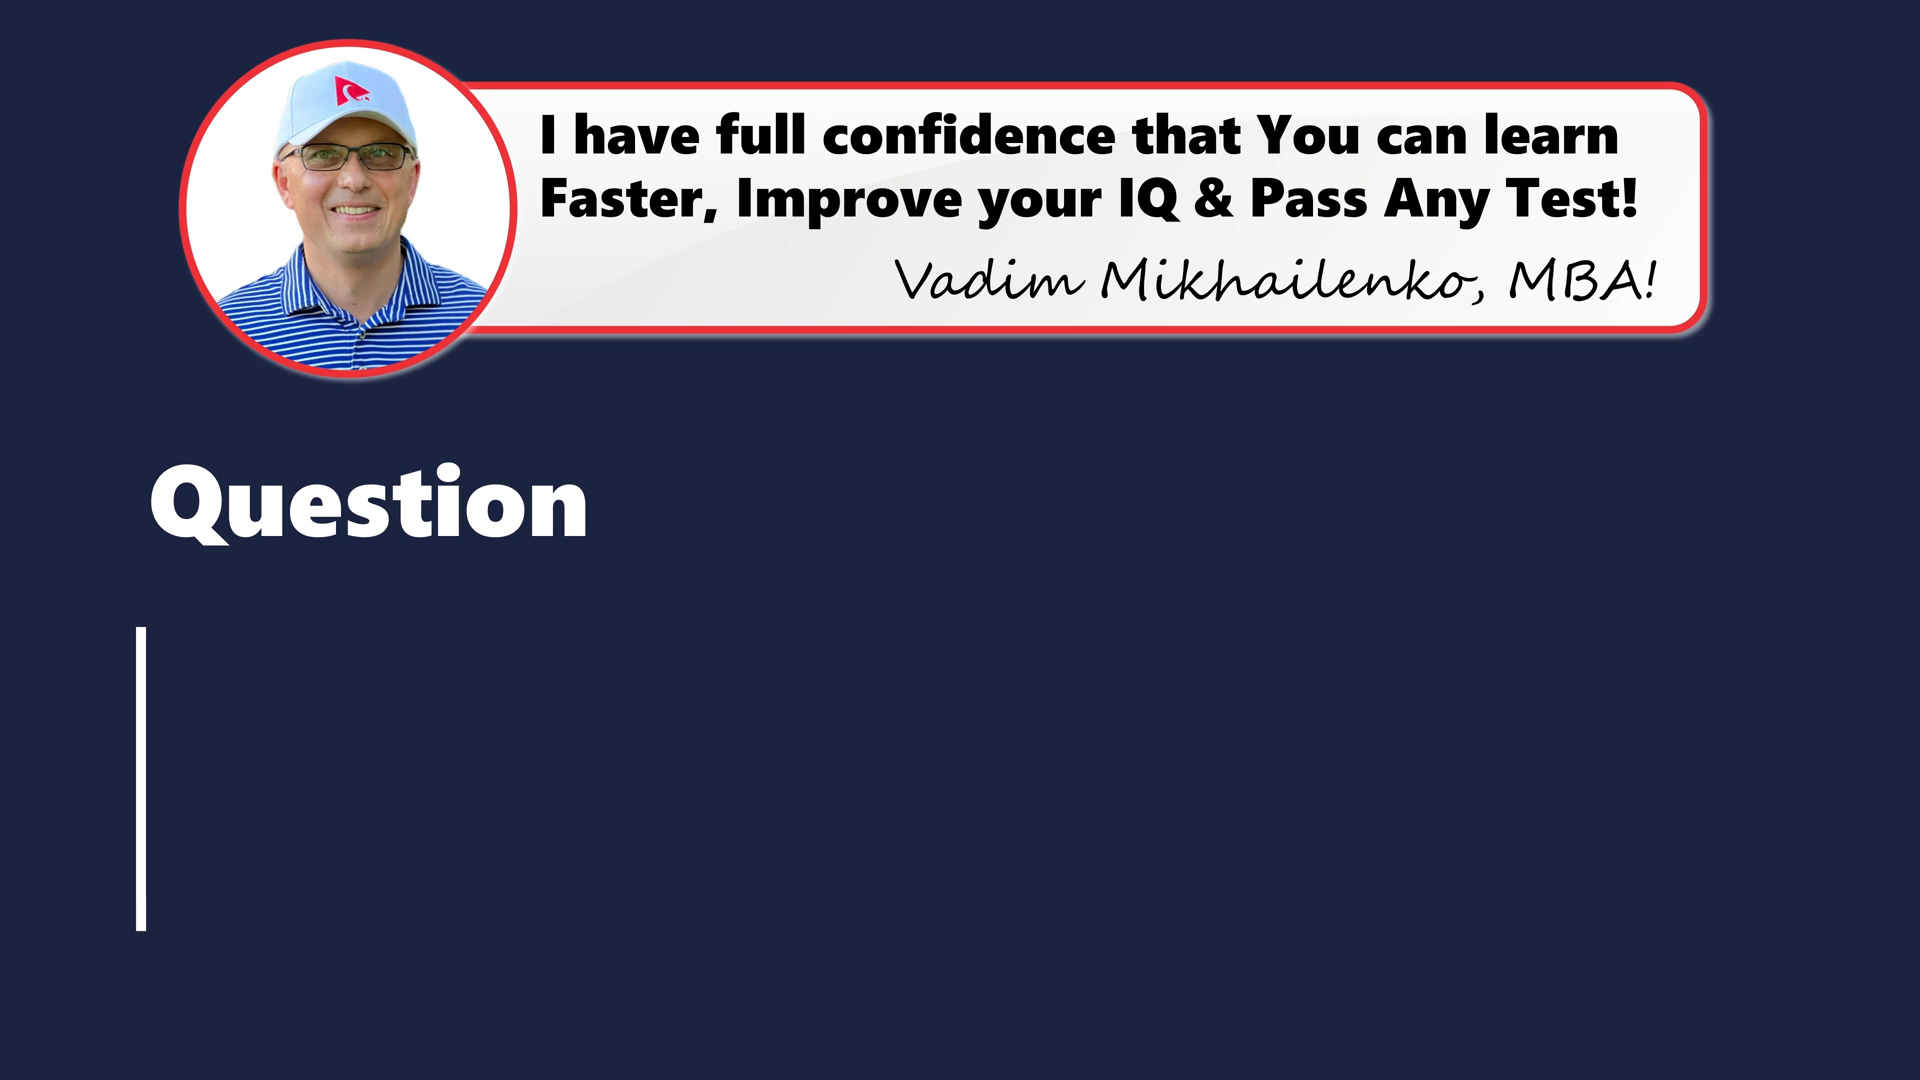 I have full confidence that You can learn
Faster, Improve your IQ & Pass Any Test!
Vadim Mikhailenko, MBA!
Question